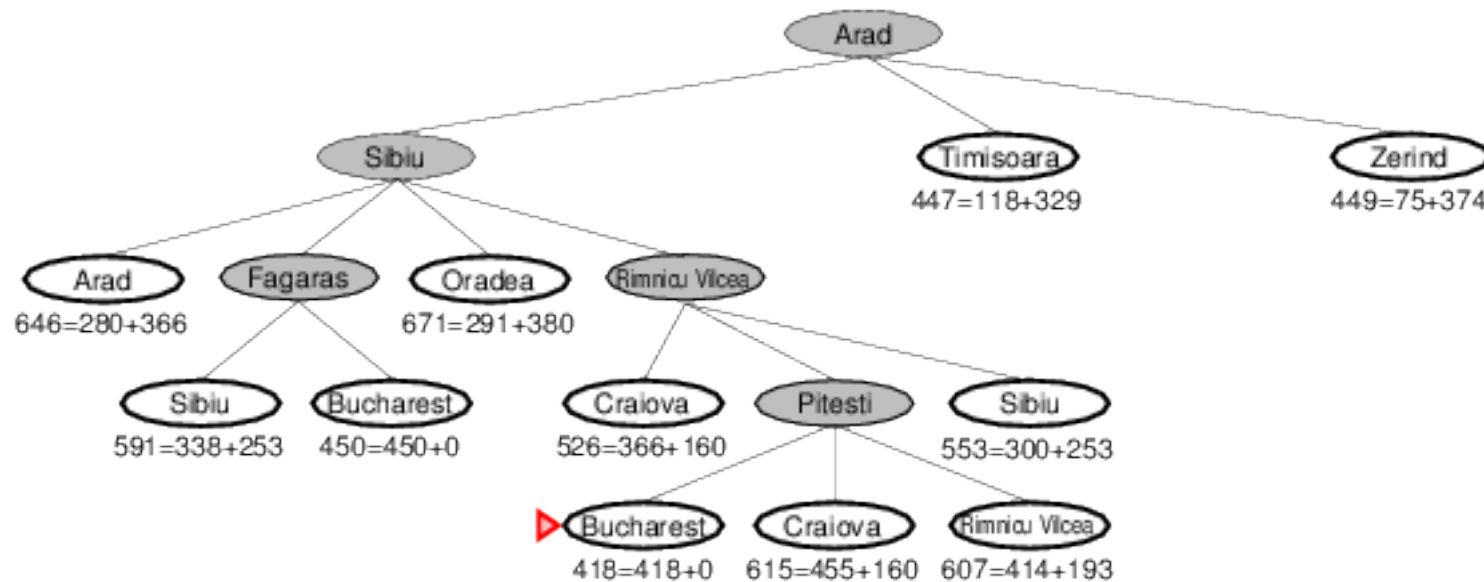 Arad
Sibiu Timisoara Zerind
447=118+329 449=75+374
Arad Fagaras Oradea Rimnicu Vilcea
646=280+366 671=291+380
Sibiu Bucharest Craiova Pitesti Sibiu
591=338+253 450=450+0 526=366+160 553=300+253
Bucharest Craiova Rimnicu Vilcea
418=418+0 615=455+160 607=414+193